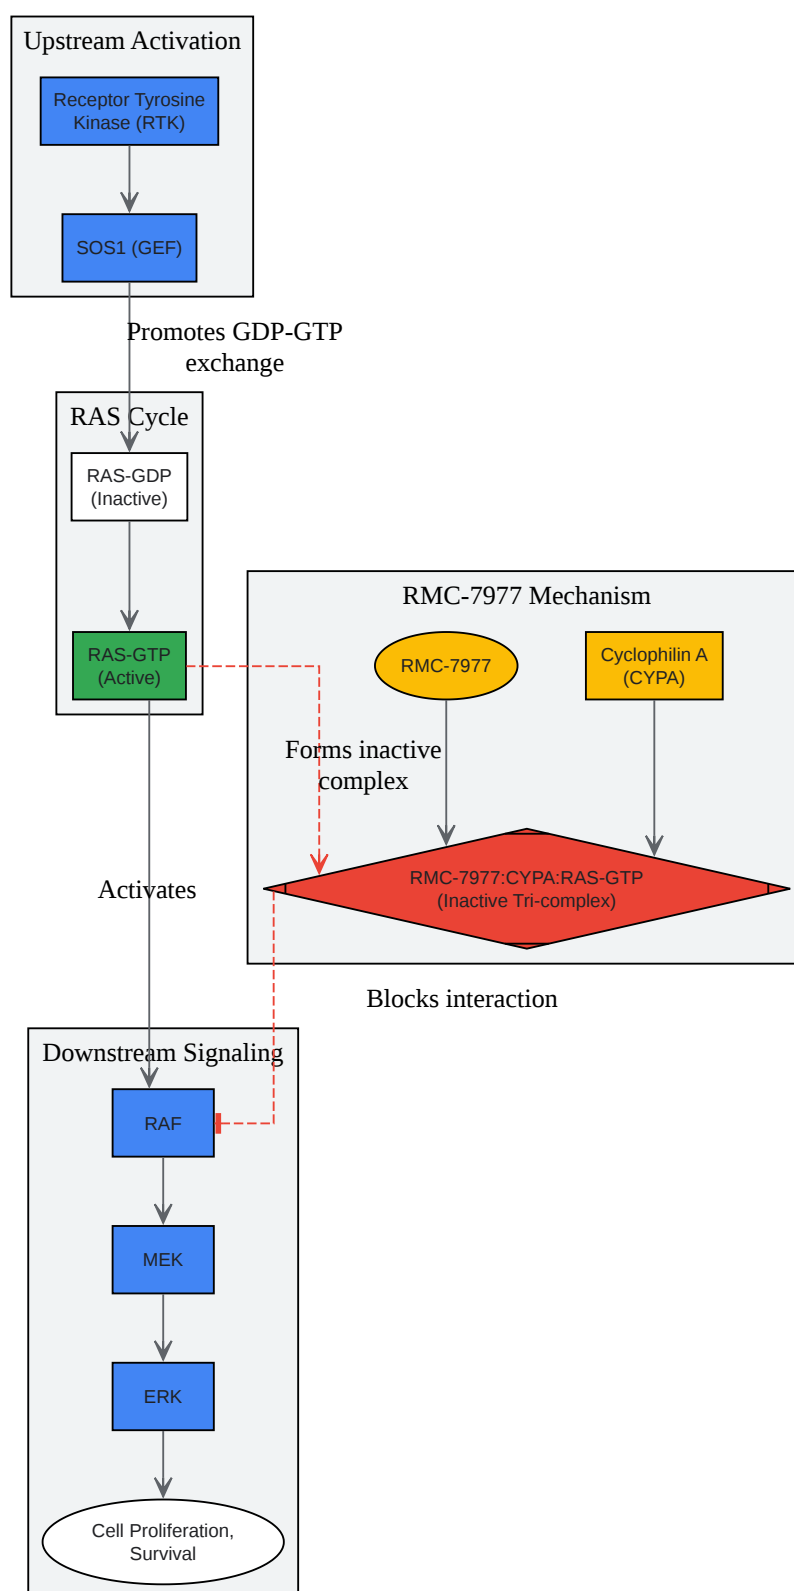 Upstream Activation
Receptor Tyrosine
Kinase (RTK)
SOS1 (GEF)
Promotes GDP-GTP
exchange
RAS Cycle
RAS-GDP
(Inactive)
RAS-GTP
(Active)
RMC-7977 Mechanism
RMC-7977
Cyclophilin A
(CYPA)
Forms inactive
complex
RMC-7977:CYPA:RAS-GTP
(Inactive Tri-complex)
Activates
Blocks interaction
Downstream Signaling
RAF
MEK
ERK
Cell Proliferation,
Survival